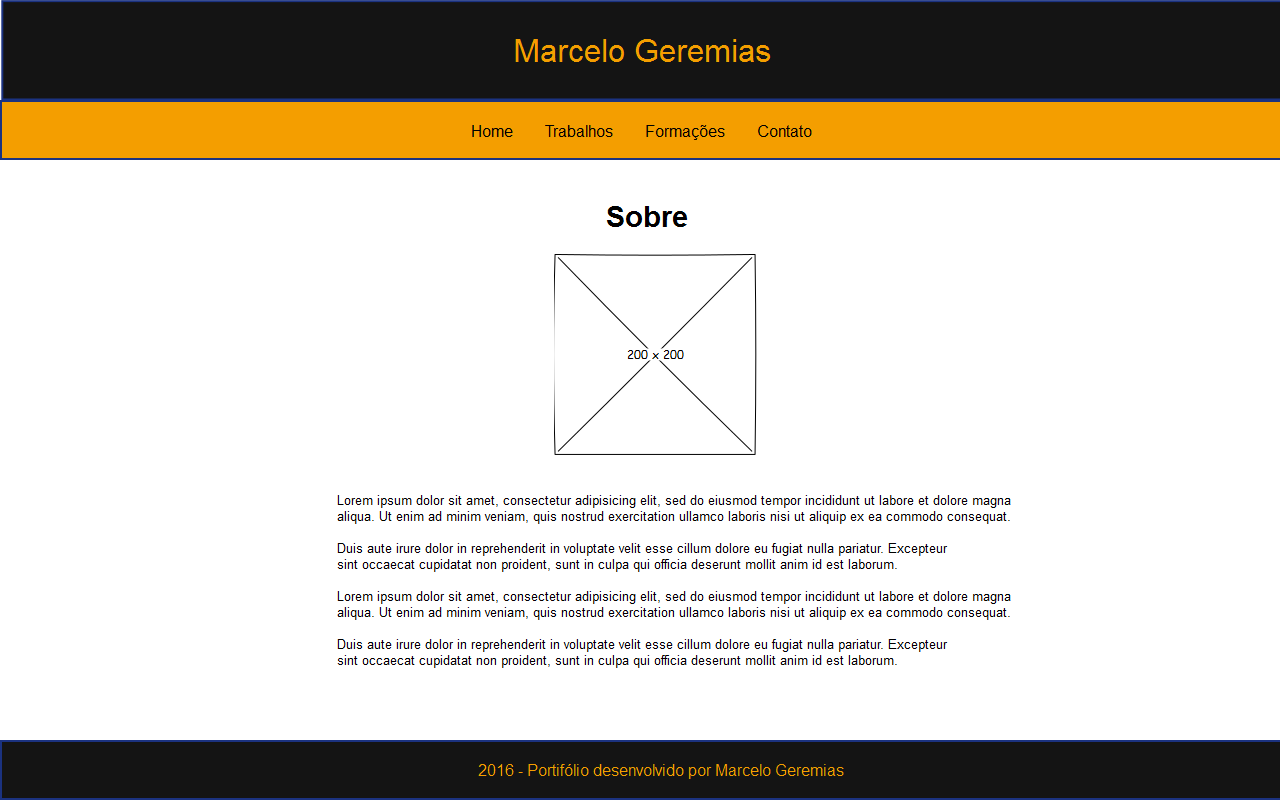 Marcelo Geremias
Home Trabalhos Formações Contato
Sobre
200 x 200
Lorem ipsum dolor sit amet, consectetur adipisicing elit, sed do eiusmod tempor incididunt ut labore et dolore magna
aliqua. Ut enim ad minim veniam, quis nostrud exercitation ullamco laboris nisi ut aliquip ex ea commodo consequat.
Duis aute irure dolor in reprehenderit in voluptate velit esse cillum dolore eu fugiat nulla pariatur. Excepteur
sint occaecat cupidatat non proident, sunt in culpa qui officia deserunt mollit anim id est laborum.
Lorem ipsum dolor sit amet, consectetur adipisicing elit, sed do eiusmod tempor incididunt ut labore et dolore magna
aliqua. Ut enim ad minim veniam, quis nostrud exercitation ullamco laboris nisi ut aliquip ex ea commodo consequat.
Duis aute irure dolor in reprehenderit in voluptate velit esse cillum dolore eu fugiat nulla pariatur. Excepteur
sint occaecat cupidatat non proident, sunt in culpa qui officia deserunt mollit anim id est laborum.
2016 - Portifólio desenvolvido por Marcelo Geremias